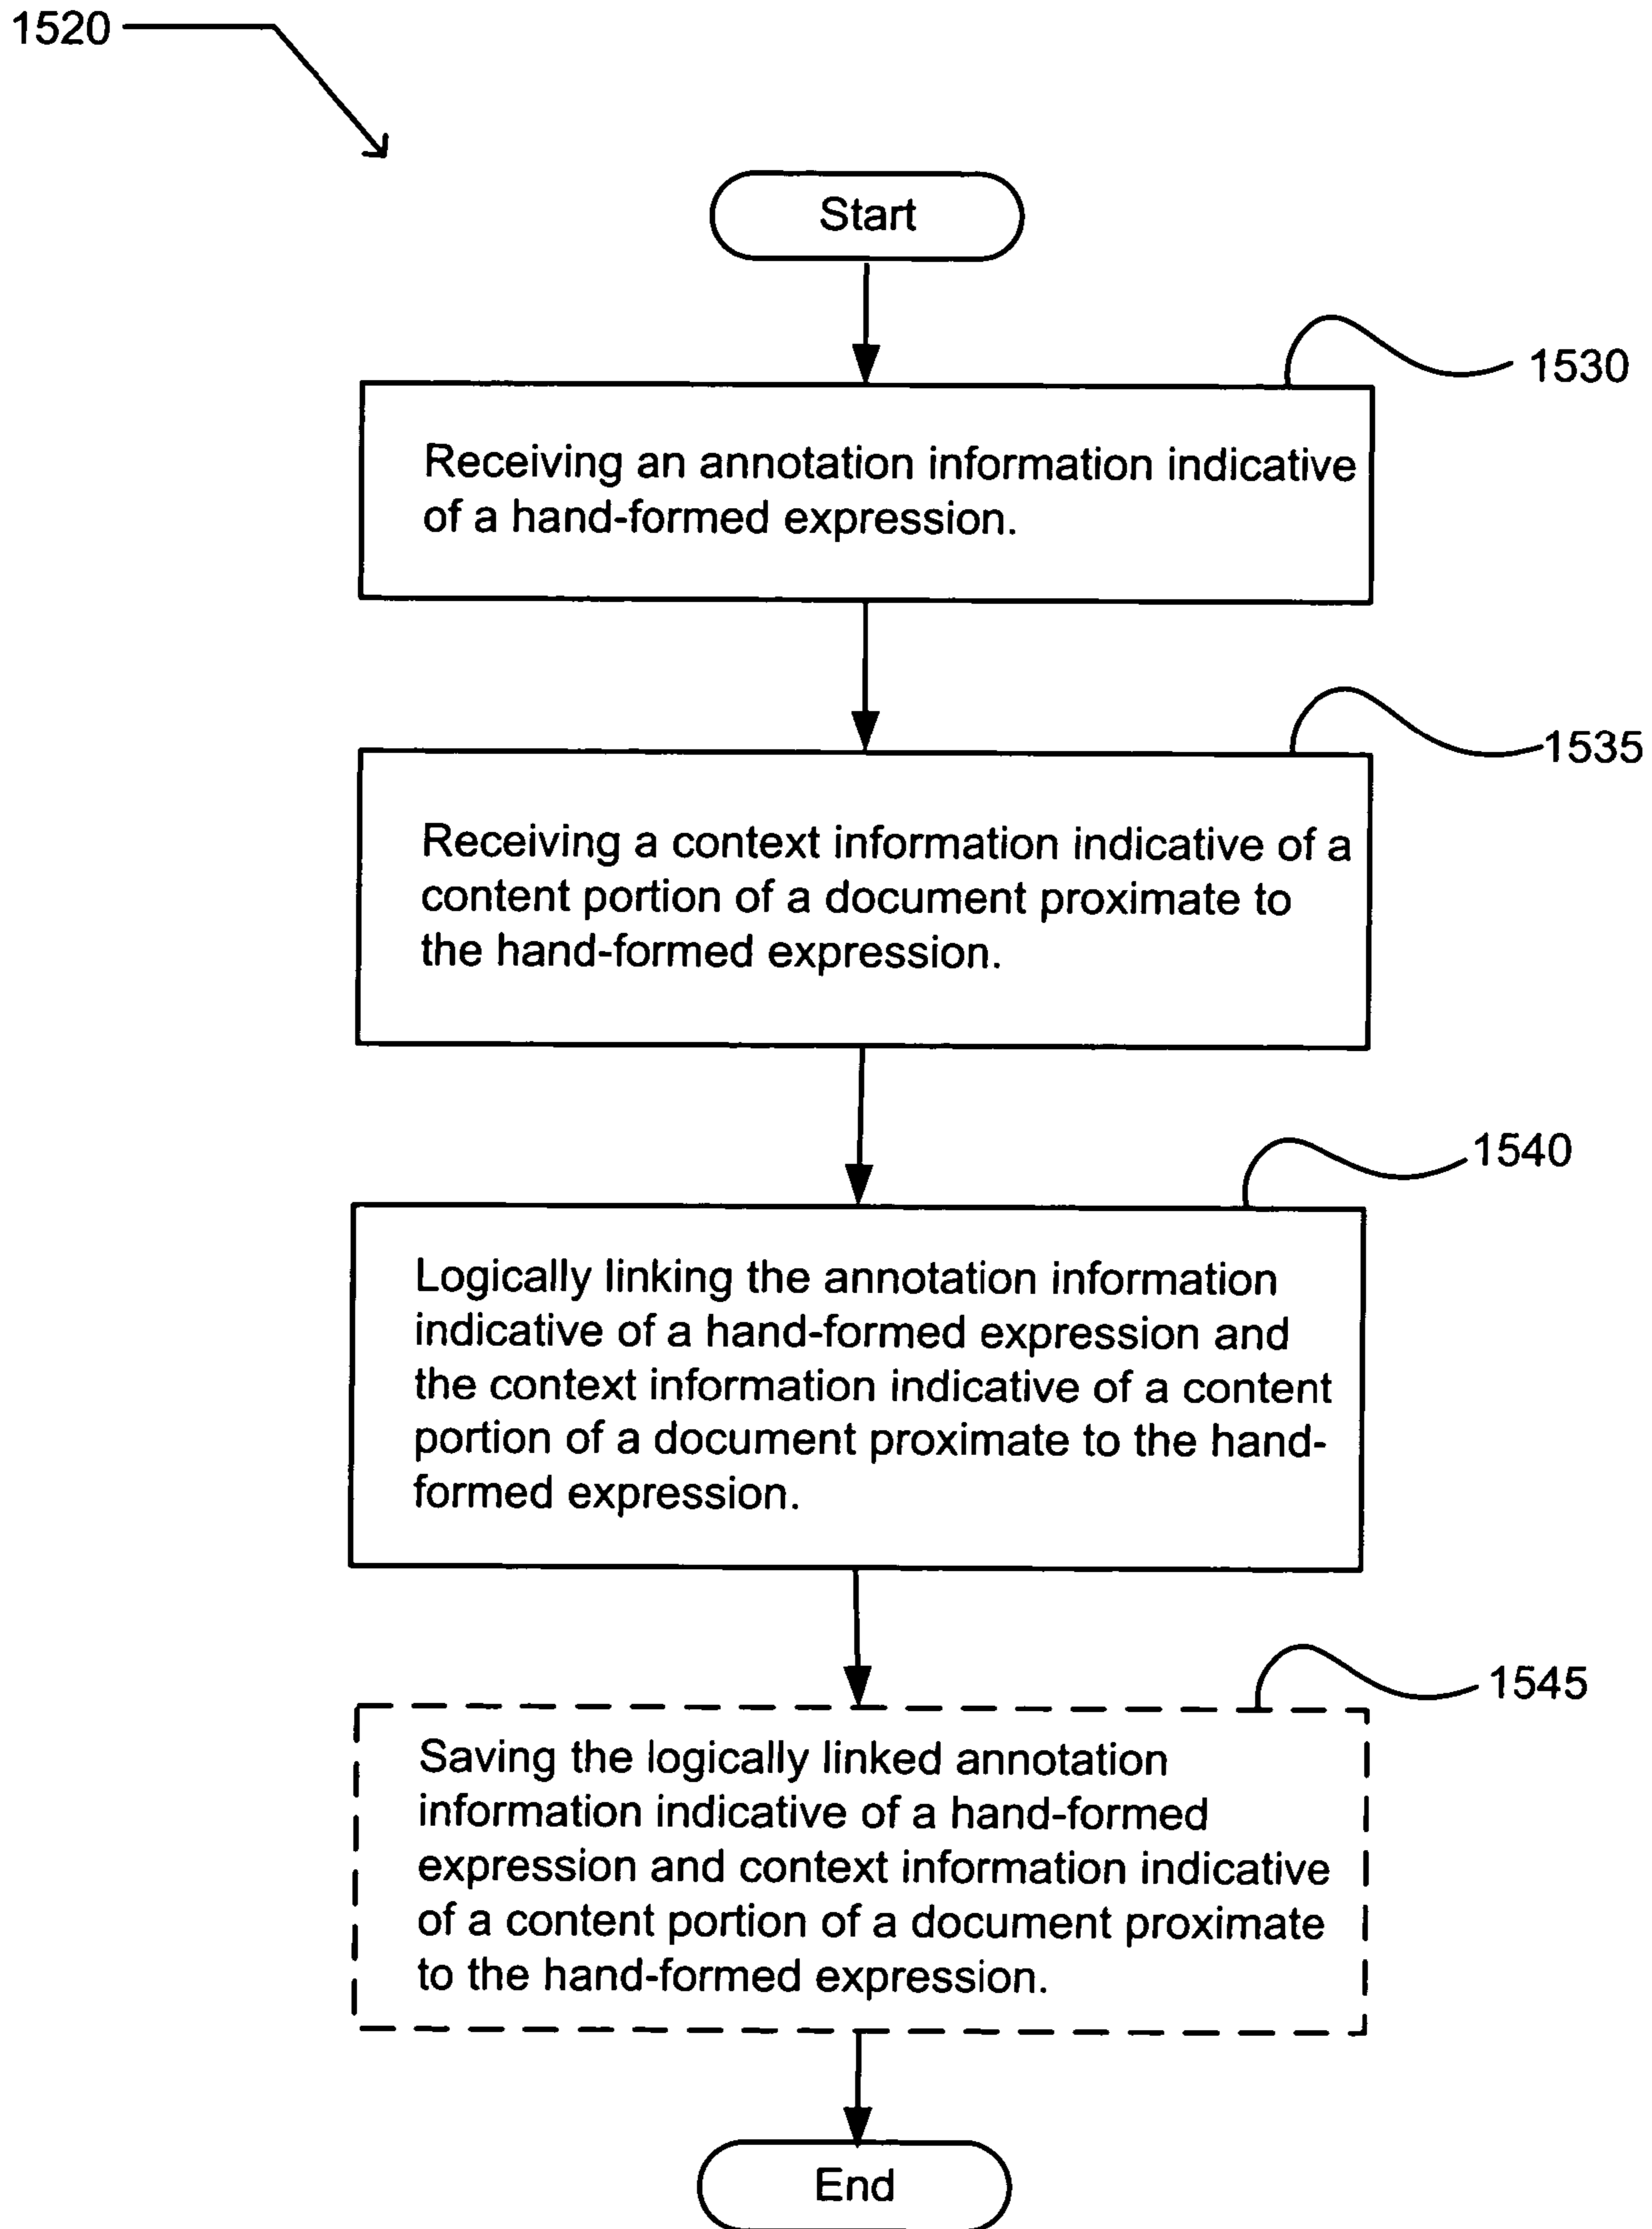 1520
Start
1530
Receiving an annotation information indicative
of a hand-formed expression.
1535
Receiving a context information indicative of a
content portion of a document proximate to
the hand-formed expression.
1540
Logically linking the annotation information
indicative of a hand-formed expression and
the context information indicative of a content
portion of a document proximate to the hand-
formed expression.
1545
Saving the logically linked annotation
information indicative of a hand-formed
expression and context information indicative
of a content portion of a document proximate
to the hand-formed expression.
End